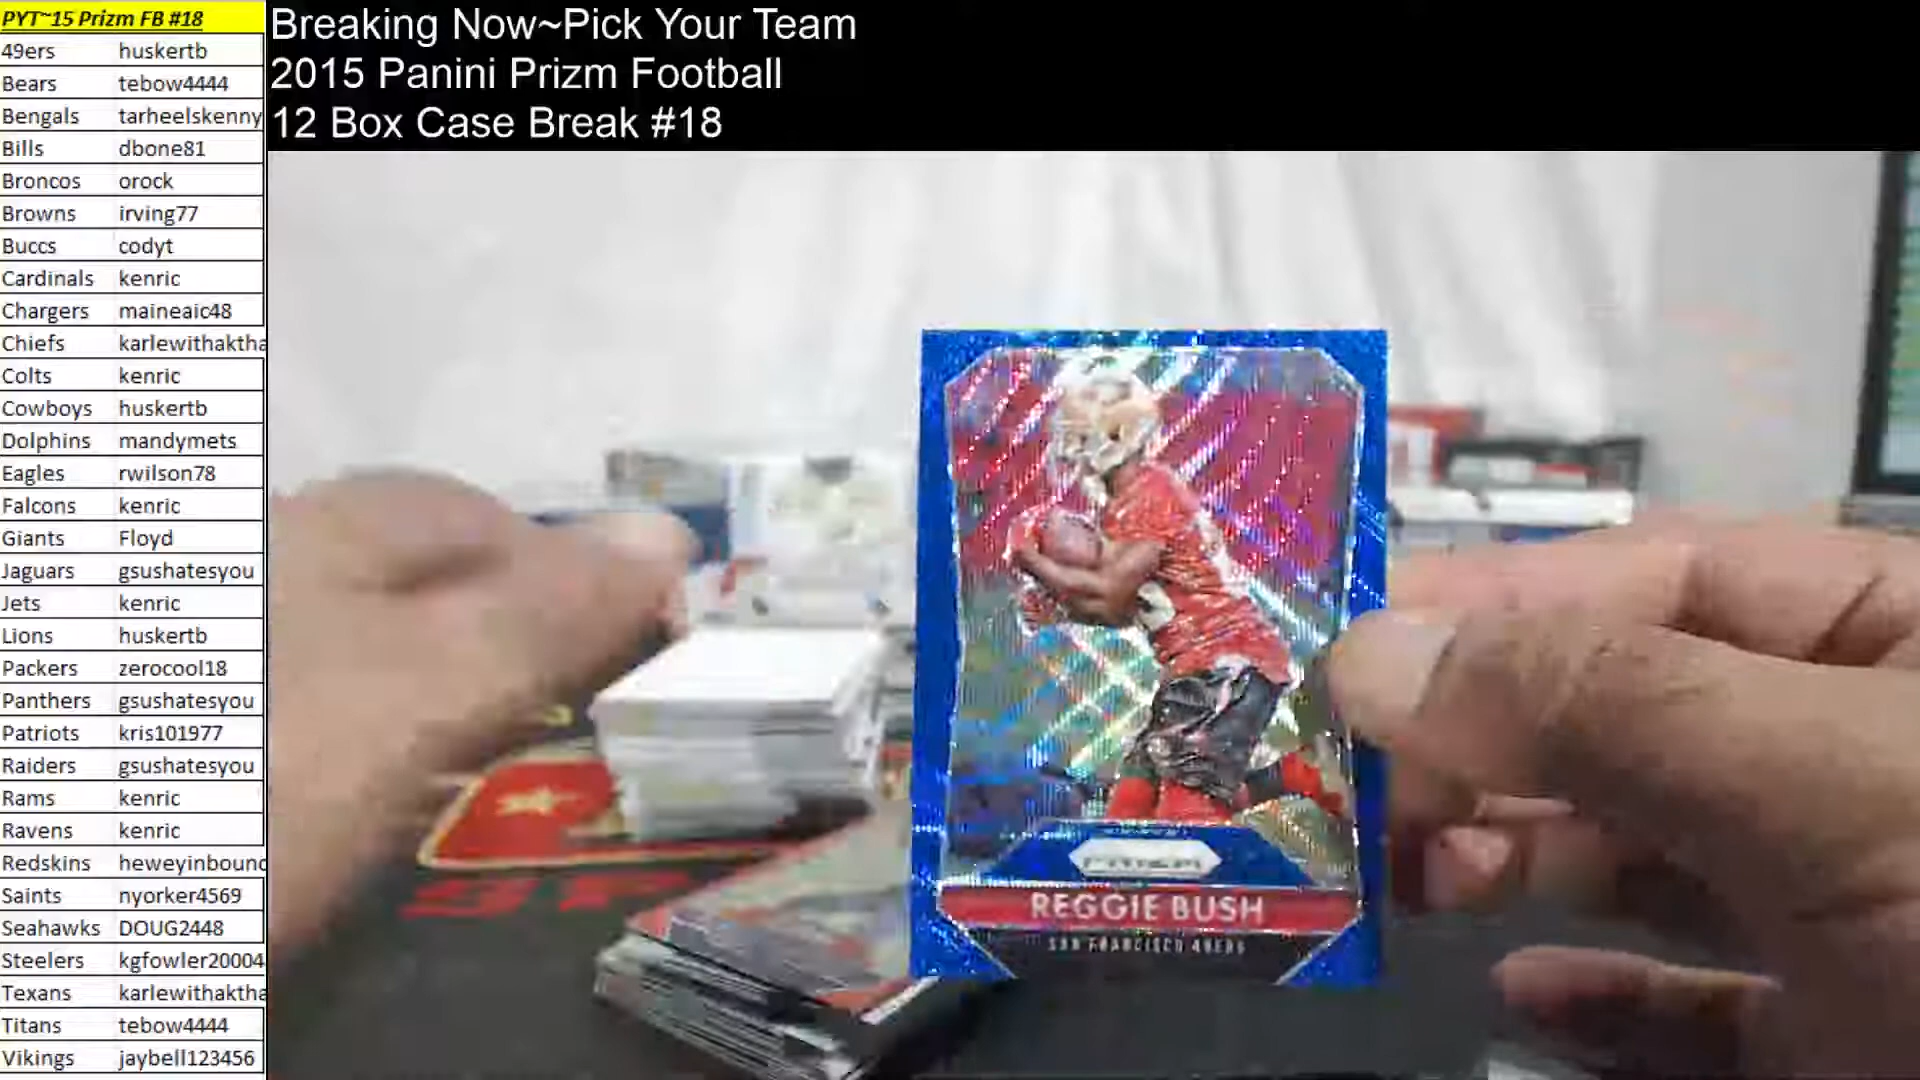 PYT~15 Prizm FB #18
49ers huskertb
Bears tebow4444
Bengals tarheelskenny
Bills dbone81
Broncos orock
Browns irving77
Buccs codyt
Cardinals kenric
Chargers maineaic48
Chiefs karlewithaktha
Colts kenric
Cowboys huskertb
Dolphins mandymets
Eagles rwilson78
Falcons kenric
Giants Floyd
Jaguars gsushatesyou
Jets kenric
Lions huskertb
Packers zerocool18
Panthers gsushatesyou
Patriots kris101977
Raiders gsushatesyou
Rams kenric
Ravens kenric
Redskins heweyinbound
Saints nyorker4569
Seahawks DOUG2448
Steelers kgfowler20004
Texans karlewithaktha
Titans tebow4444
Vikings jaybell123456
Breaking Now~Pick Your Team
2015 Panini Prizm Football
12 Box Case Break #18
PRIZM
REGGIE BUSH
SAN FRANCISCO 49ERS